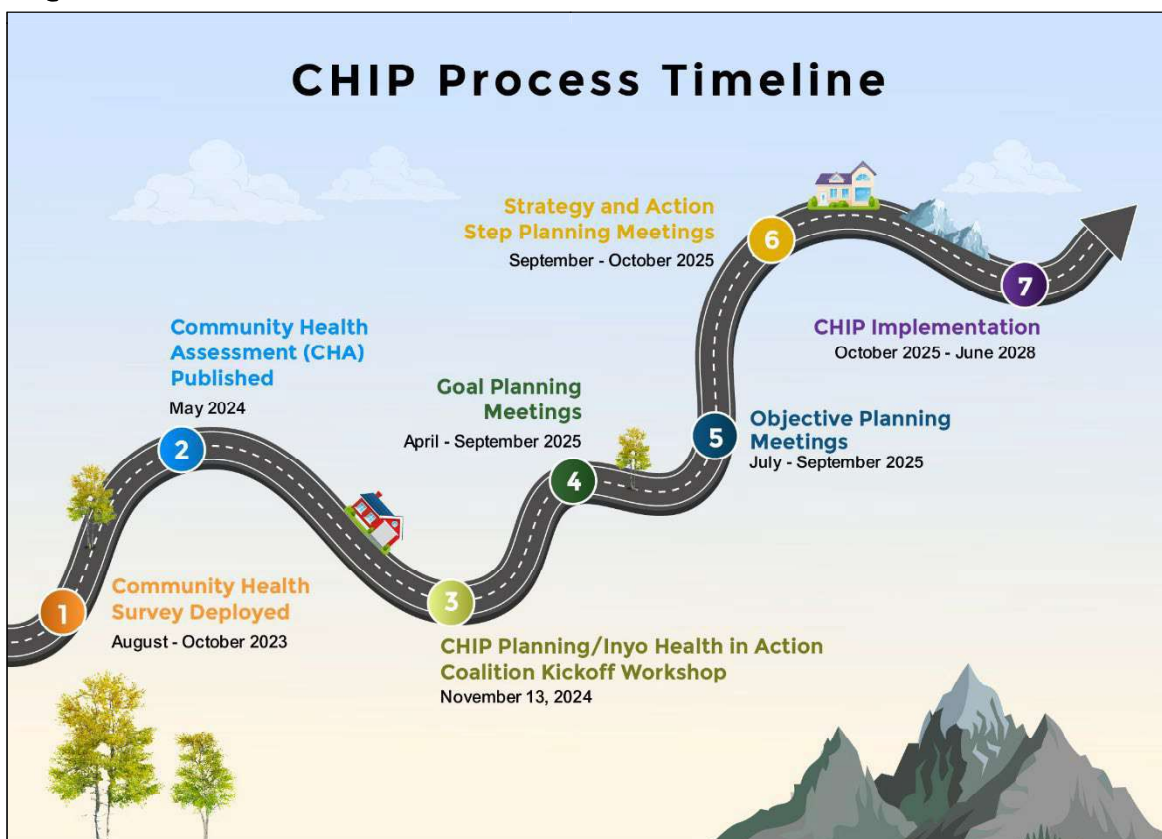 CHIP Process Timeline
1
Community Health
Survey Deployed
August - October 2023
2
Community Health
Assessment (CHA)
Published
May 2024
3
CHIP Planning/Inyo Health in Action
Coalition Kickoff Workshop
November 13, 2024
4
Goal Planning
Meetings
April - September 2025
5
Objective Planning
Meetings
July - September 2025
6
Strategy and Action
Step Planning Meetings
September - October 2025
7
CHIP Implementation
October 2025 - June 2028